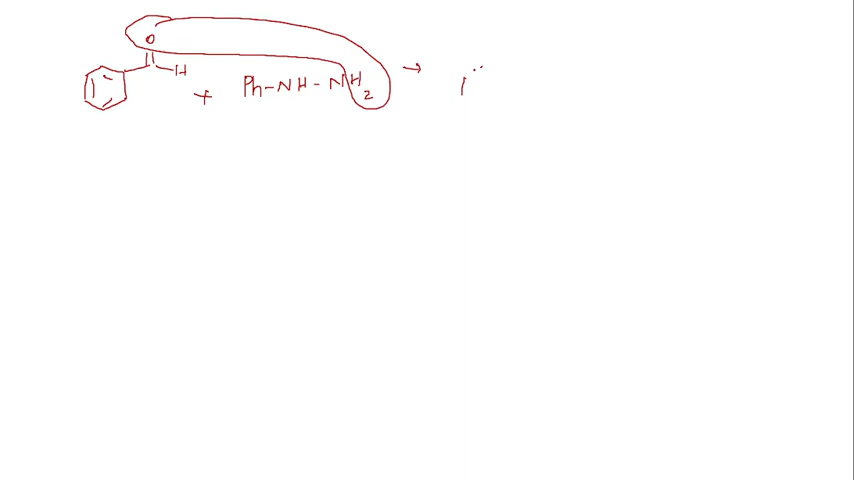 O
H
+ Ph-NH-NH2 →